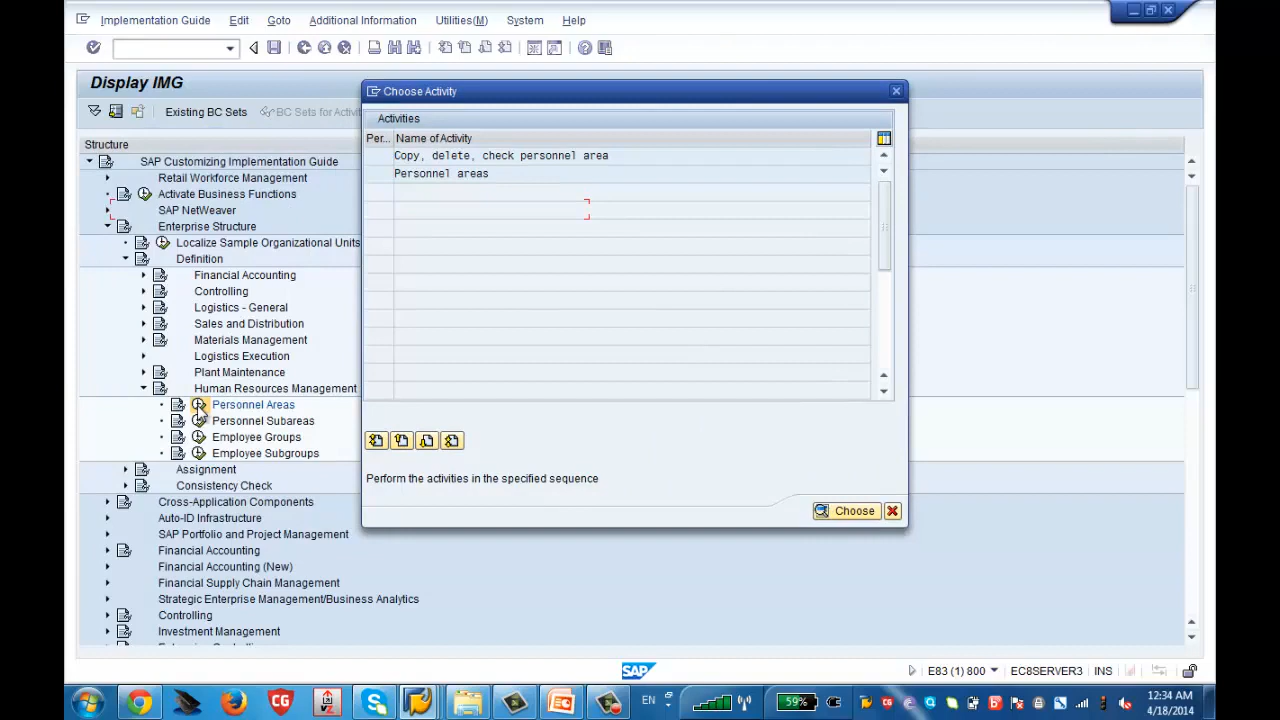 Implementation Guide Edit Goto Additional Information Utilities(M) System Help
Display IMG
Existing BC Sets BC Sets for Activi
Structure
SAP Customizing Implementation Guide
Retail Workforce Management
Activate Business Functions
SAP NetWeaver
Enterprise Structure
Localize Sample Organizational Units
Definition
Financial Accounting
Controlling
Logistics - General
Sales and Distribution
Materials Management
Logistics Execution
Plant Maintenance
Human Resources Management
Personnel Areas
Personnel Subareas
Employee Groups
Employee Subgroups
Assignment
Consistency Check
Cross-Application Components
Auto-ID Infrastructure
SAP Portfolio and Project Management
Financial Accounting
Financial Accounting (New)
Financial Supply Chain Management
Strategic Enterprise Management/Business Analytics
Controlling
Investment Management
Choose Activity
Activities
Per... Name of Activity
Copy, delete, check personnel area
Personnel areas
Perform the activities in the specified sequence
Choose
SAP E83 (1) 800 EC8SERVER3 INS
CG EN 59% 12:34 AM
4/18/2014